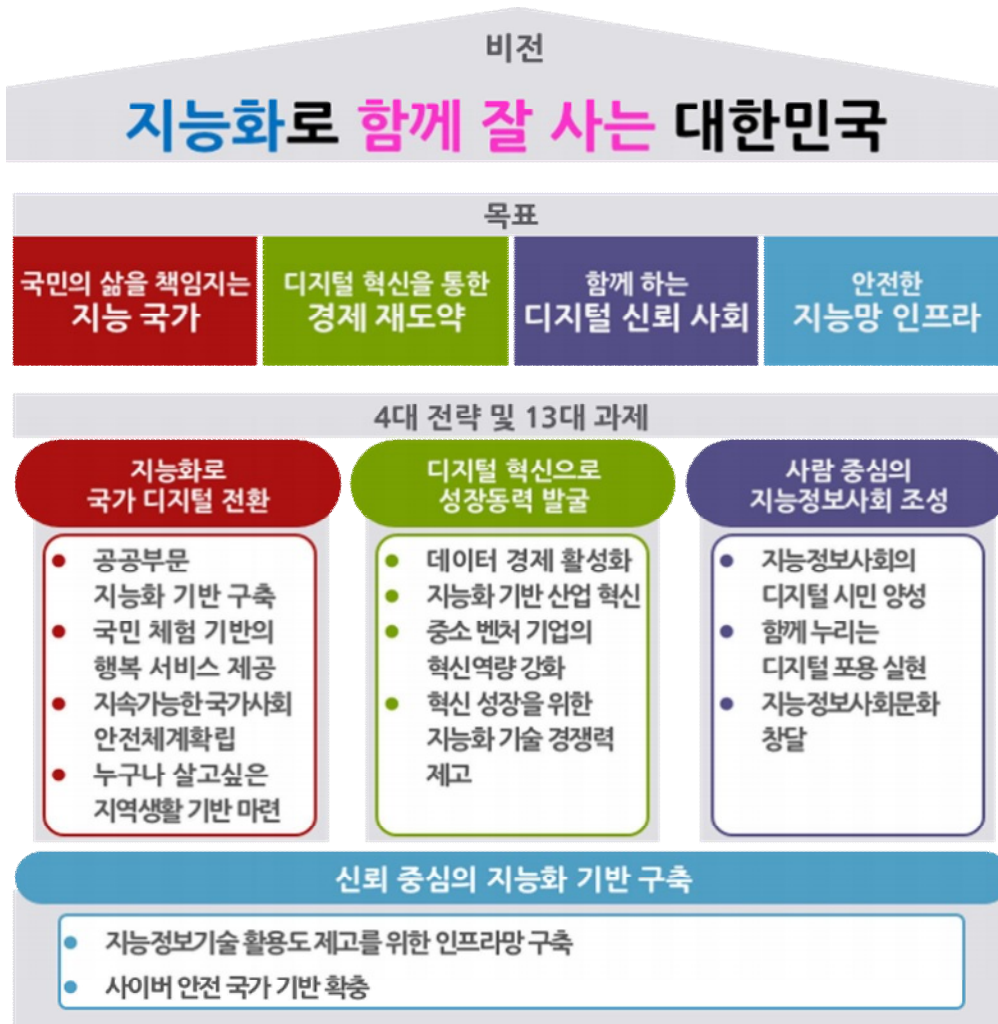 비전
지능화로 함께 잘 사는 대한민국
목표
국민의 삶을 책임지는
지능 국가
디지털 혁신을 통한
경제 재도약
함께 하는
디지털 신뢰 사회
안전한
지능망 인프라
4대 전략 및 13대 과제
지능화로
국가 디지털 전환
● 공공부문
지능화 기반 구축
● 국민 체험 기반의
행복 서비스 제공
● 지속가능한 국가사회
안전체계확립
● 누구나 살고싶은
지역생활 기반 마련
디지털 혁신으로
성장동력 발굴
● 데이터 경제 활성화
● 지능화 기반 산업 혁신
● 중소 벤처 기업의
혁신역량 강화
● 혁신 성장을 위한
지능화 기술 경쟁력
제고
사람 중심의
지능정보사회 조성
● 지능정보사회의
디지털 시민 양성
● 함께 누리는
디지털 포용 실현
● 지능정보사회문화
창달
신뢰 중심의 지능화 기반 구축
● 지능정보기술 활용도 제고를 위한 인프라망 구축
● 사이버 안전 국가 기반 확충